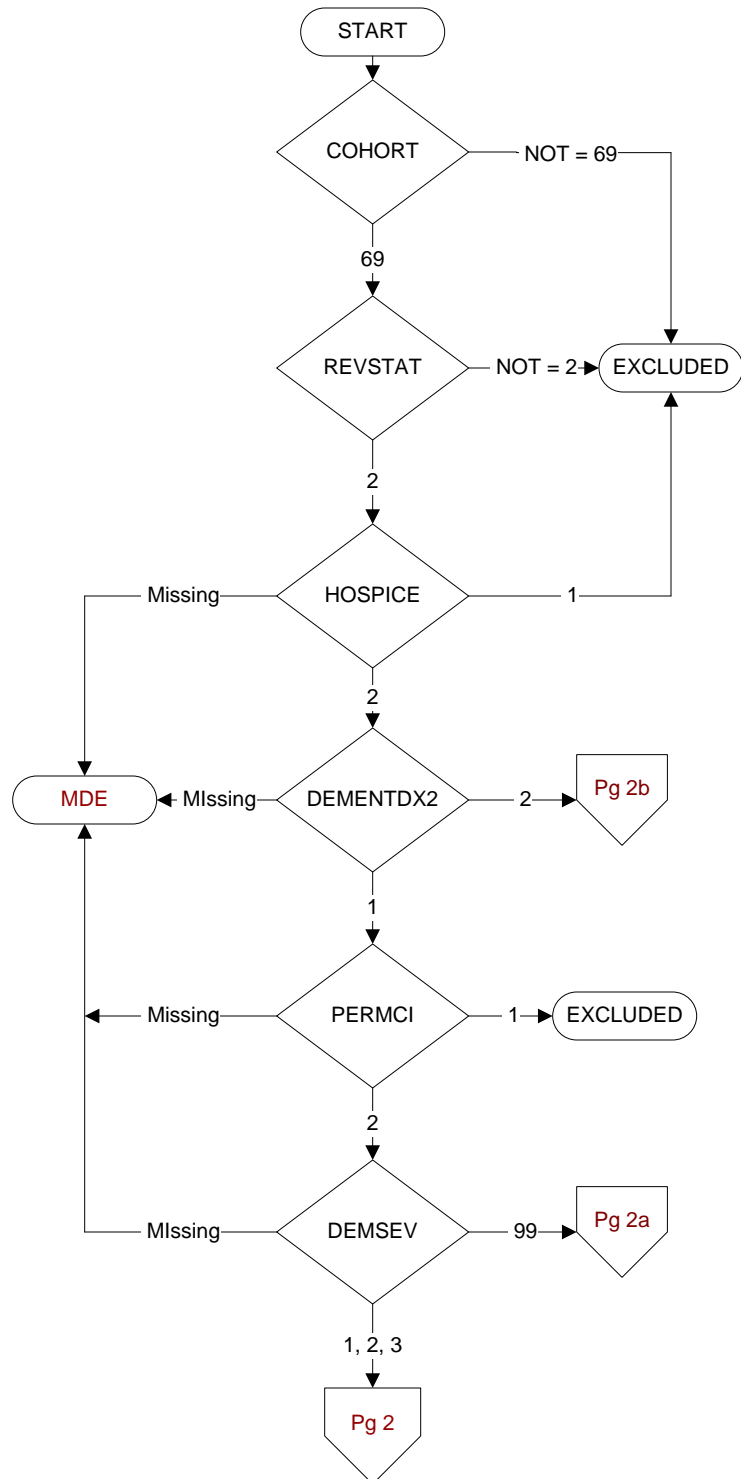 START
COHORT
NOT = 69
69
REVSTAT
NOT = 2
EXCLUDED
2
Missing
HOSPICE
1
2
MDE
MIssing
DEMENTDX2
2
Pg 2b
1
Missing
PERMCI
1
EXCLUDED
2
MIssing
DEMSEV
99
Pg 2a
1, 2, 3
Pg 2